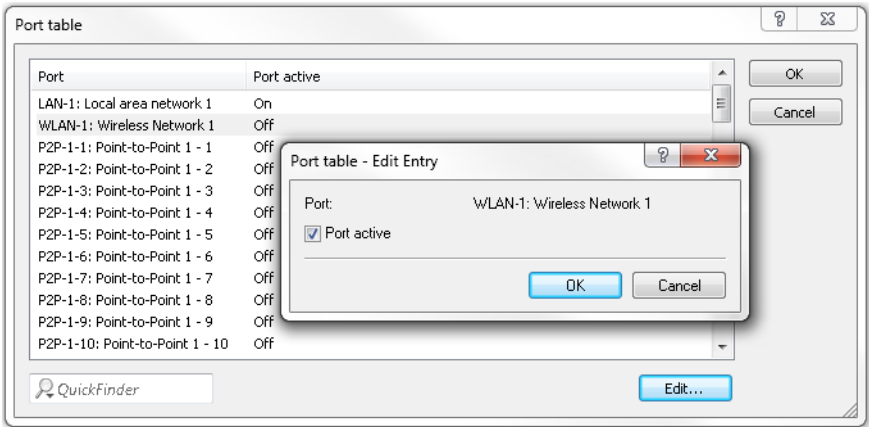 Port table
Port Port active
OK
LAN-1: Local area network 1 On
Cancel
WLAN-1: Wireless Network 1 Off
P2P-1-1: Point-to-Point 1 - 1 Off
P2P-1-2: Point-to-Point 1 - 2 Off
P2P-1-3: Point-to-Point 1 - 3 Off
P2P-1-4: Point-to-Point 1 - 4 Off
P2P-1-5: Point-to-Point 1 - 5 Off
P2P-1-6: Point-to-Point 1 - 6 Off
P2P-1-7: Point-to-Point 1 - 7 Off
P2P-1-8: Point-to-Point 1 - 8 Off
P2P-1-9: Point-to-Point 1 - 9 Off
P2P-1-10: Point-to-Point 1 - 10 Off
Port table - Edit Entry
Port: WLAN-1: Wireless Network 1
Port active
OK Cancel
QuickFinder
Edit...